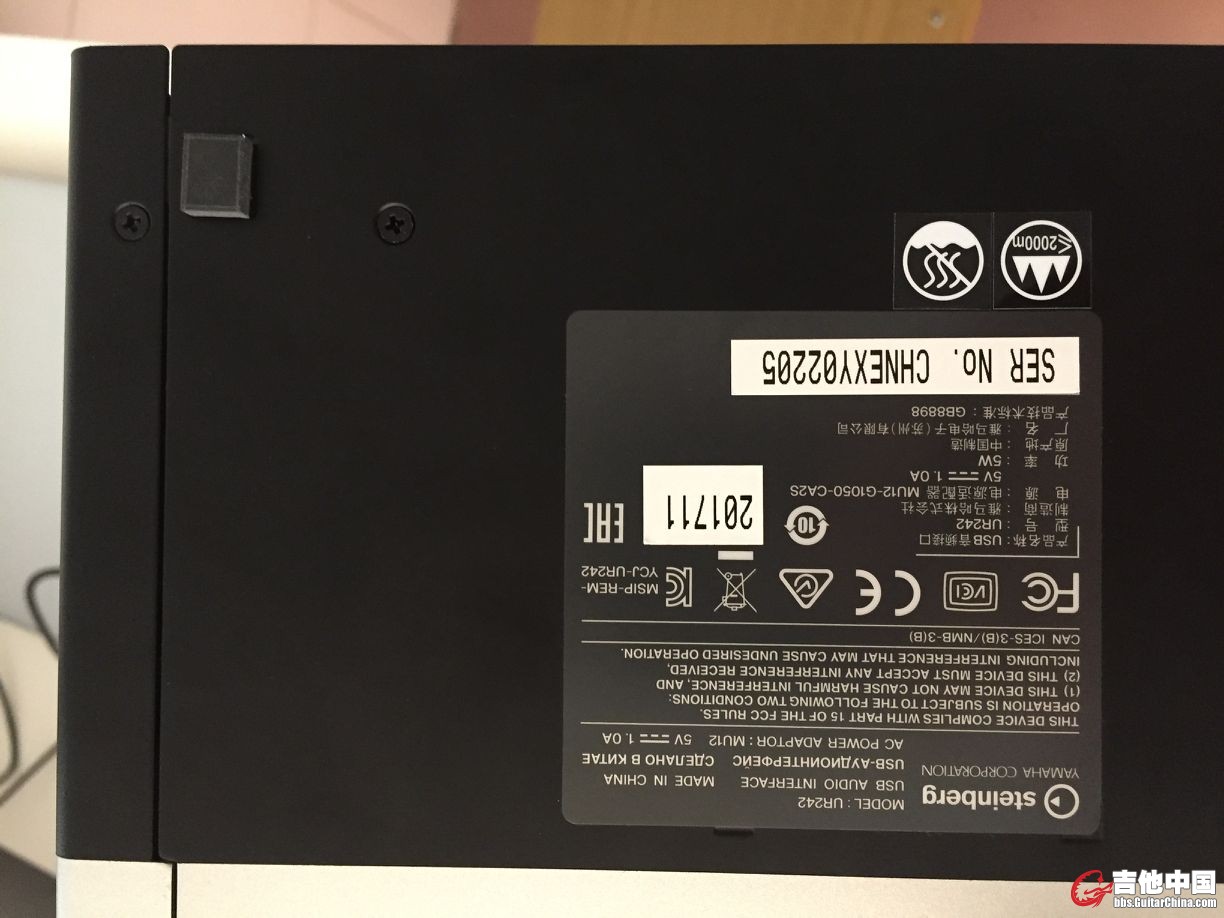 steinberg
YAMAHA CORPORATION
MODEL : UR242
USB AUDIO INTERFACE MADE IN CHINA
USB-АУДИОИНТЕРФЕЙС СДЕЛАНО В КИТАЕ
AC POWER ADAPTOR : MU12 5V ⎓ 1.0A
THIS DEVICE COMPLIES WITH PART 15 OF THE FCC RULES.
OPERATION IS SUBJECT TO THE FOLLOWING TWO CONDITIONS:
(1) THIS DEVICE MAY NOT CAUSE HARMFUL INTERFERENCE, AND
(2) THIS DEVICE MUST ACCEPT ANY INTERFERENCE RECEIVED,
INCLUDING INTERFERENCE THAT MAY CAUSE UNDESIRED OPERATION.
CAN ICES-3(B)/NMB-3(B)
FC VCI CE
MSIP-REM-
YCJ-UR242
产品名称 : USB音频接口
型 号 : UR242
制造商 : 雅马哈株式会社
电 源 : 电源适配器 MU12-G1050-CA2S
5V ⎓ 1.0A
功 率 : 5W
原产地 : 中国制造
厂 名 : 雅马哈电子(苏州)有限公司
产品技术标准 : GB8898
10
201711
EAC
SER No. CHNEXY02205
≤2000m
吉他中国
bbs.GuitarChina.com